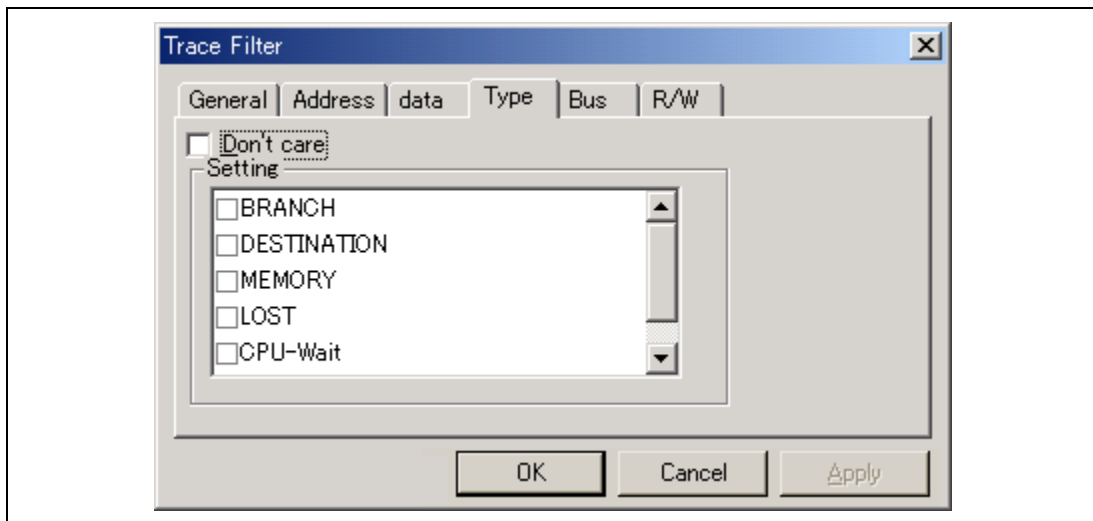 Trace Filter
General Address data Type Bus R/W
Don't care
Setting
BRANCH
DESTINATION
MEMORY
LOST
CPU-Wait
OK Cancel Apply